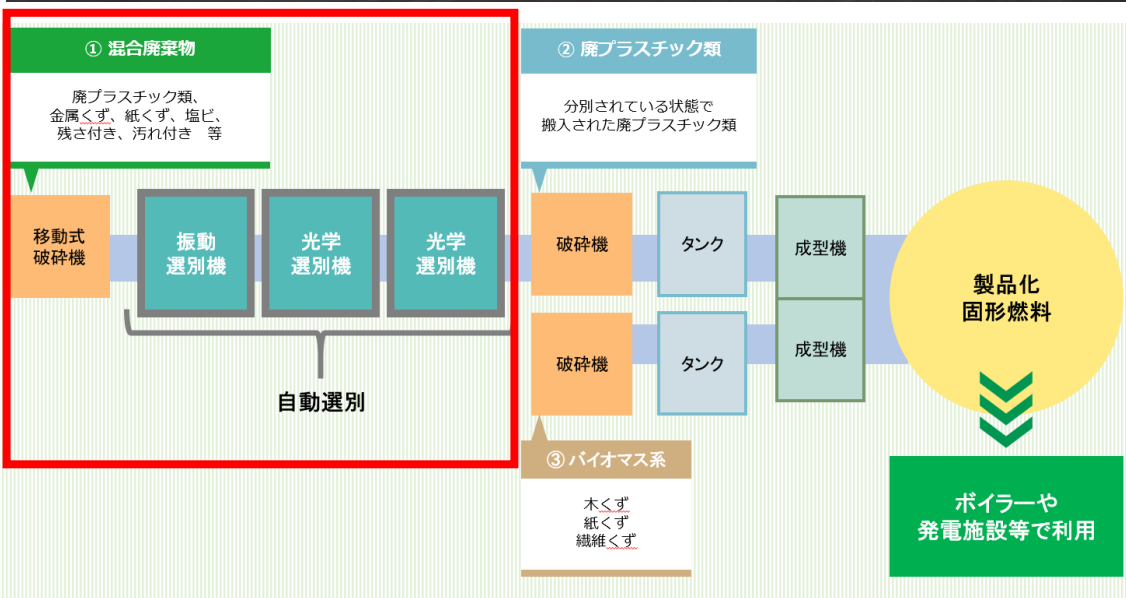 ① 混合廃棄物
廃プラスチック類、
金属くず、紙くず、塩ビ、
残さ付き、汚れ付き　等
② 廃プラスチック類
分別されている状態で
搬入された廃プラスチック類
移動式
破砕機
振動
選別機
光学
選別機
光学
選別機
自動選別
破砕機
タンク
成型機
破砕機
タンク
成型機
③ バイオマス系
木くず
紙くず
繊維くず
製品化
固形燃料
ボイラーや
発電施設等で利用